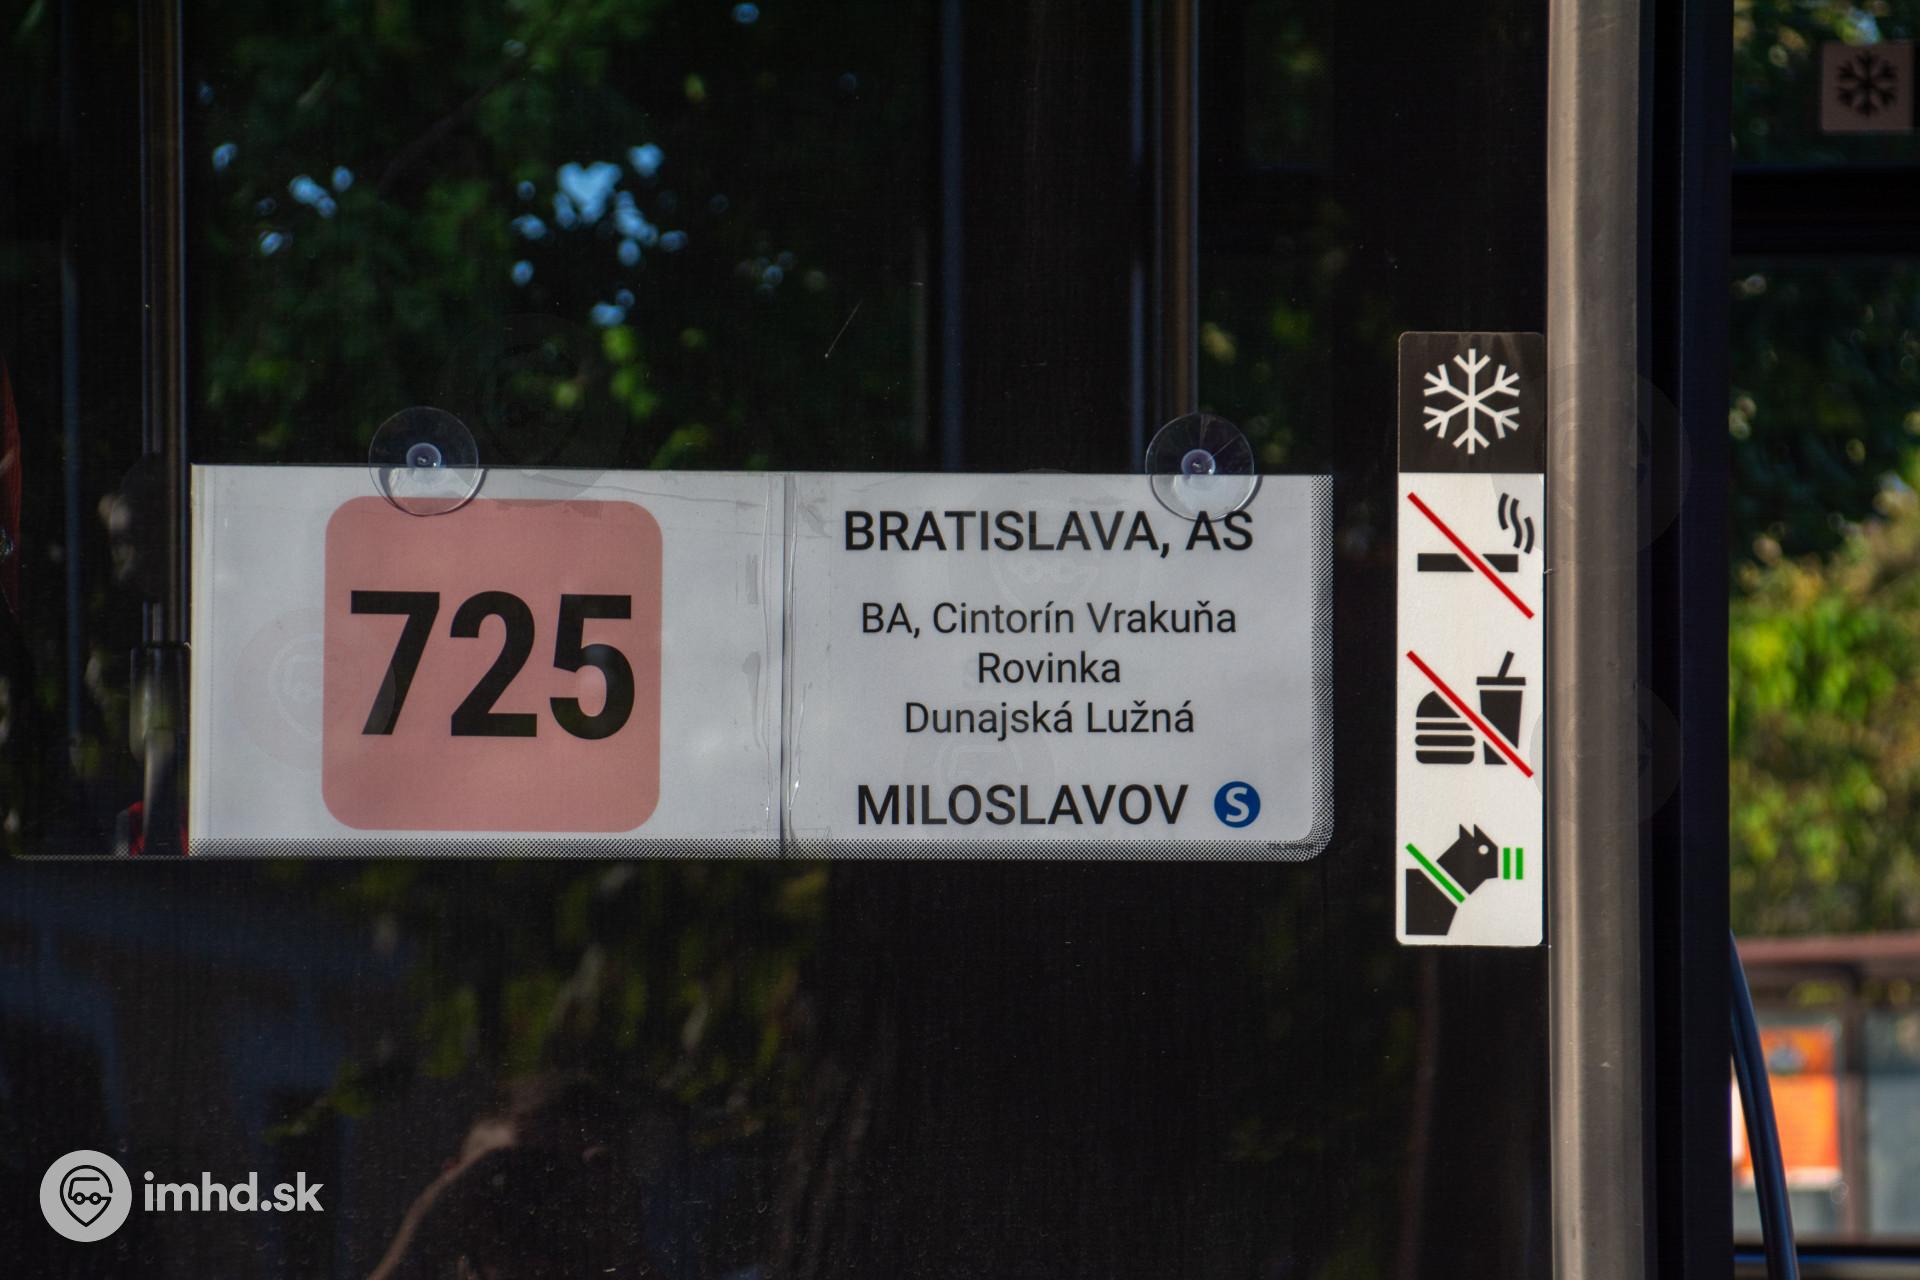 725
BRATISLAVA, AS
BA, Cintorín Vrakuňa
Rovinka
Dunajská Lužná
MILOSLAVOV S
imhd.sk